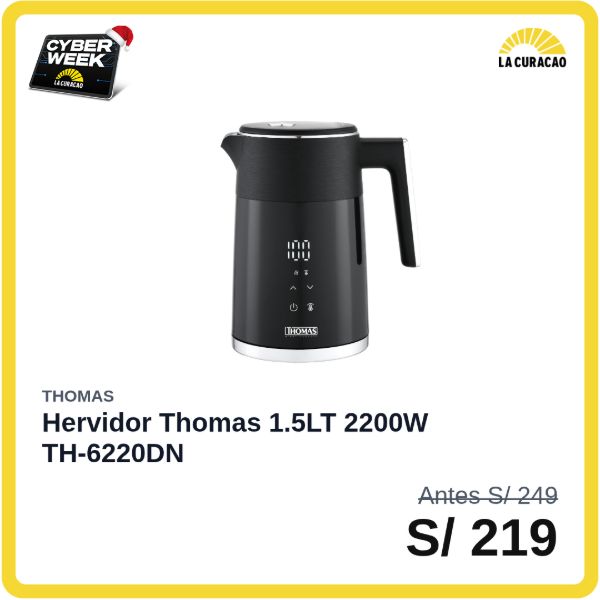 CYBER
WEEK
LA CURACAO
LA CURACAO
100
THOMAS
THOMAS
Hervidor Thomas 1.5LT 2200W
TH-6220DN
Antes S/ 249
S/ 219